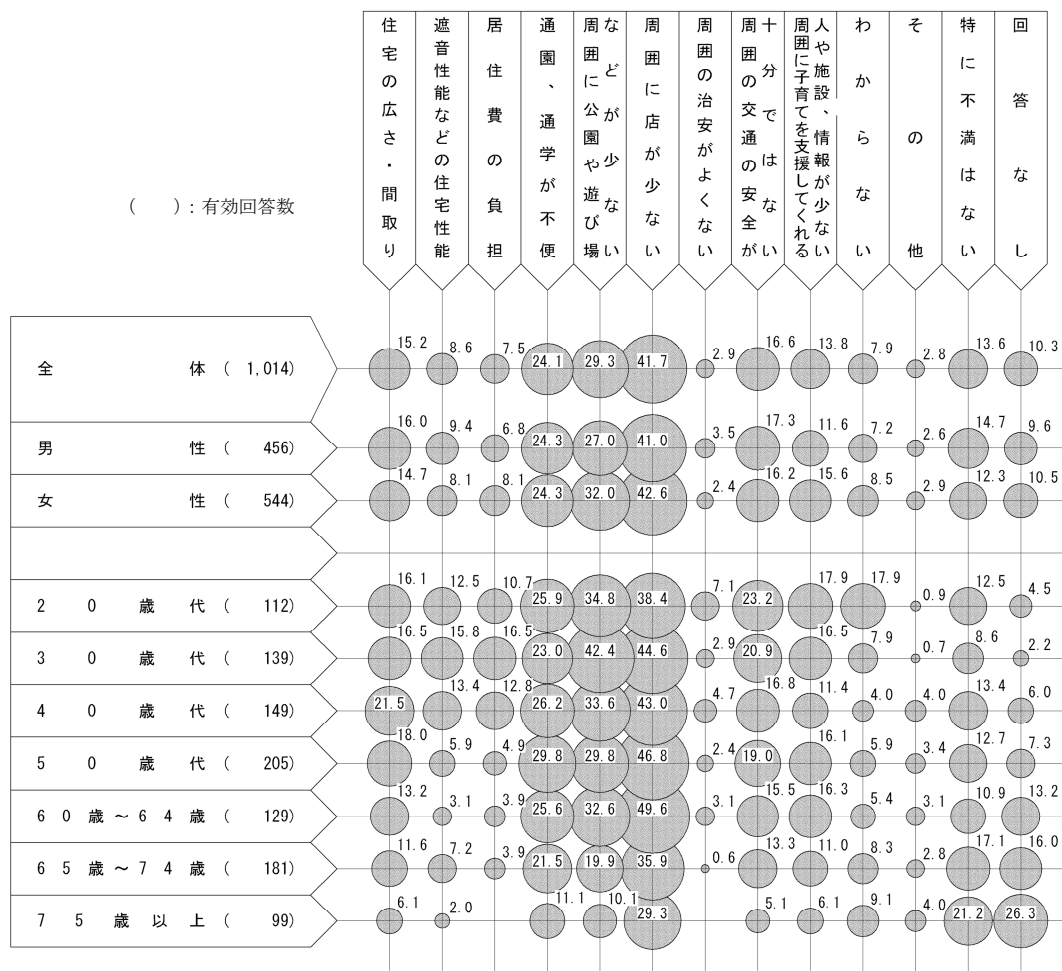 住宅の広さ・間取り
遮音性能などの住宅性能
居住費の負担
通園、通学が不便
周囲に公園や遊び場
などが少ない
周囲に店が少ない
周囲の治安がよくない
周囲の交通の安全が
十分ではない
周囲に子育てを支援してくれる
人や施設、情報が少ない
わからない
その他
特に不満はない
回答なし
(　　):有効回答数
全体 ( 1,014) 15.2 8.6 7.5 24.1 29.3 41.7 2.9 16.6 13.8 7.9 2.8 13.6 10.3
男性 ( 456) 16.0 9.4 6.8 24.3 27.0 41.0 3.5 17.3 11.6 7.2 2.6 14.7 9.6
女性 ( 544) 14.7 8.1 8.1 24.3 32.0 42.6 2.4 16.2 15.6 8.5 2.9 12.3 10.5
20歳代 ( 112) 16.1 12.5 10.7 25.9 34.8 38.4 7.1 23.2 17.9 17.9 0.9 12.5 4.5
30歳代 ( 139) 16.5 15.8 16.5 23.0 42.4 44.6 2.9 20.9 16.5 7.9 0.7 8.6 2.2
40歳代 ( 149) 21.5 13.4 12.8 26.2 33.6 43.0 4.7 16.8 11.4 4.0 4.0 13.4 6.0
50歳代 ( 205) 18.0 5.9 4.9 29.8 29.8 46.8 2.4 19.0 16.1 5.9 3.4 12.7 7.3
60歳~64歳 ( 129) 13.2 3.1 3.9 25.6 32.6 49.6 3.1 15.5 16.3 5.4 3.1 10.9 13.2
65歳~74歳 ( 181) 11.6 7.2 3.9 21.5 19.9 35.9 0.6 13.3 11.0 8.3 2.8 17.1 16.0
75歳以上 ( 99) 6.1 2.0 11.1 10.1 29.3 5.1 6.1 9.1 4.0 21.2 26.3